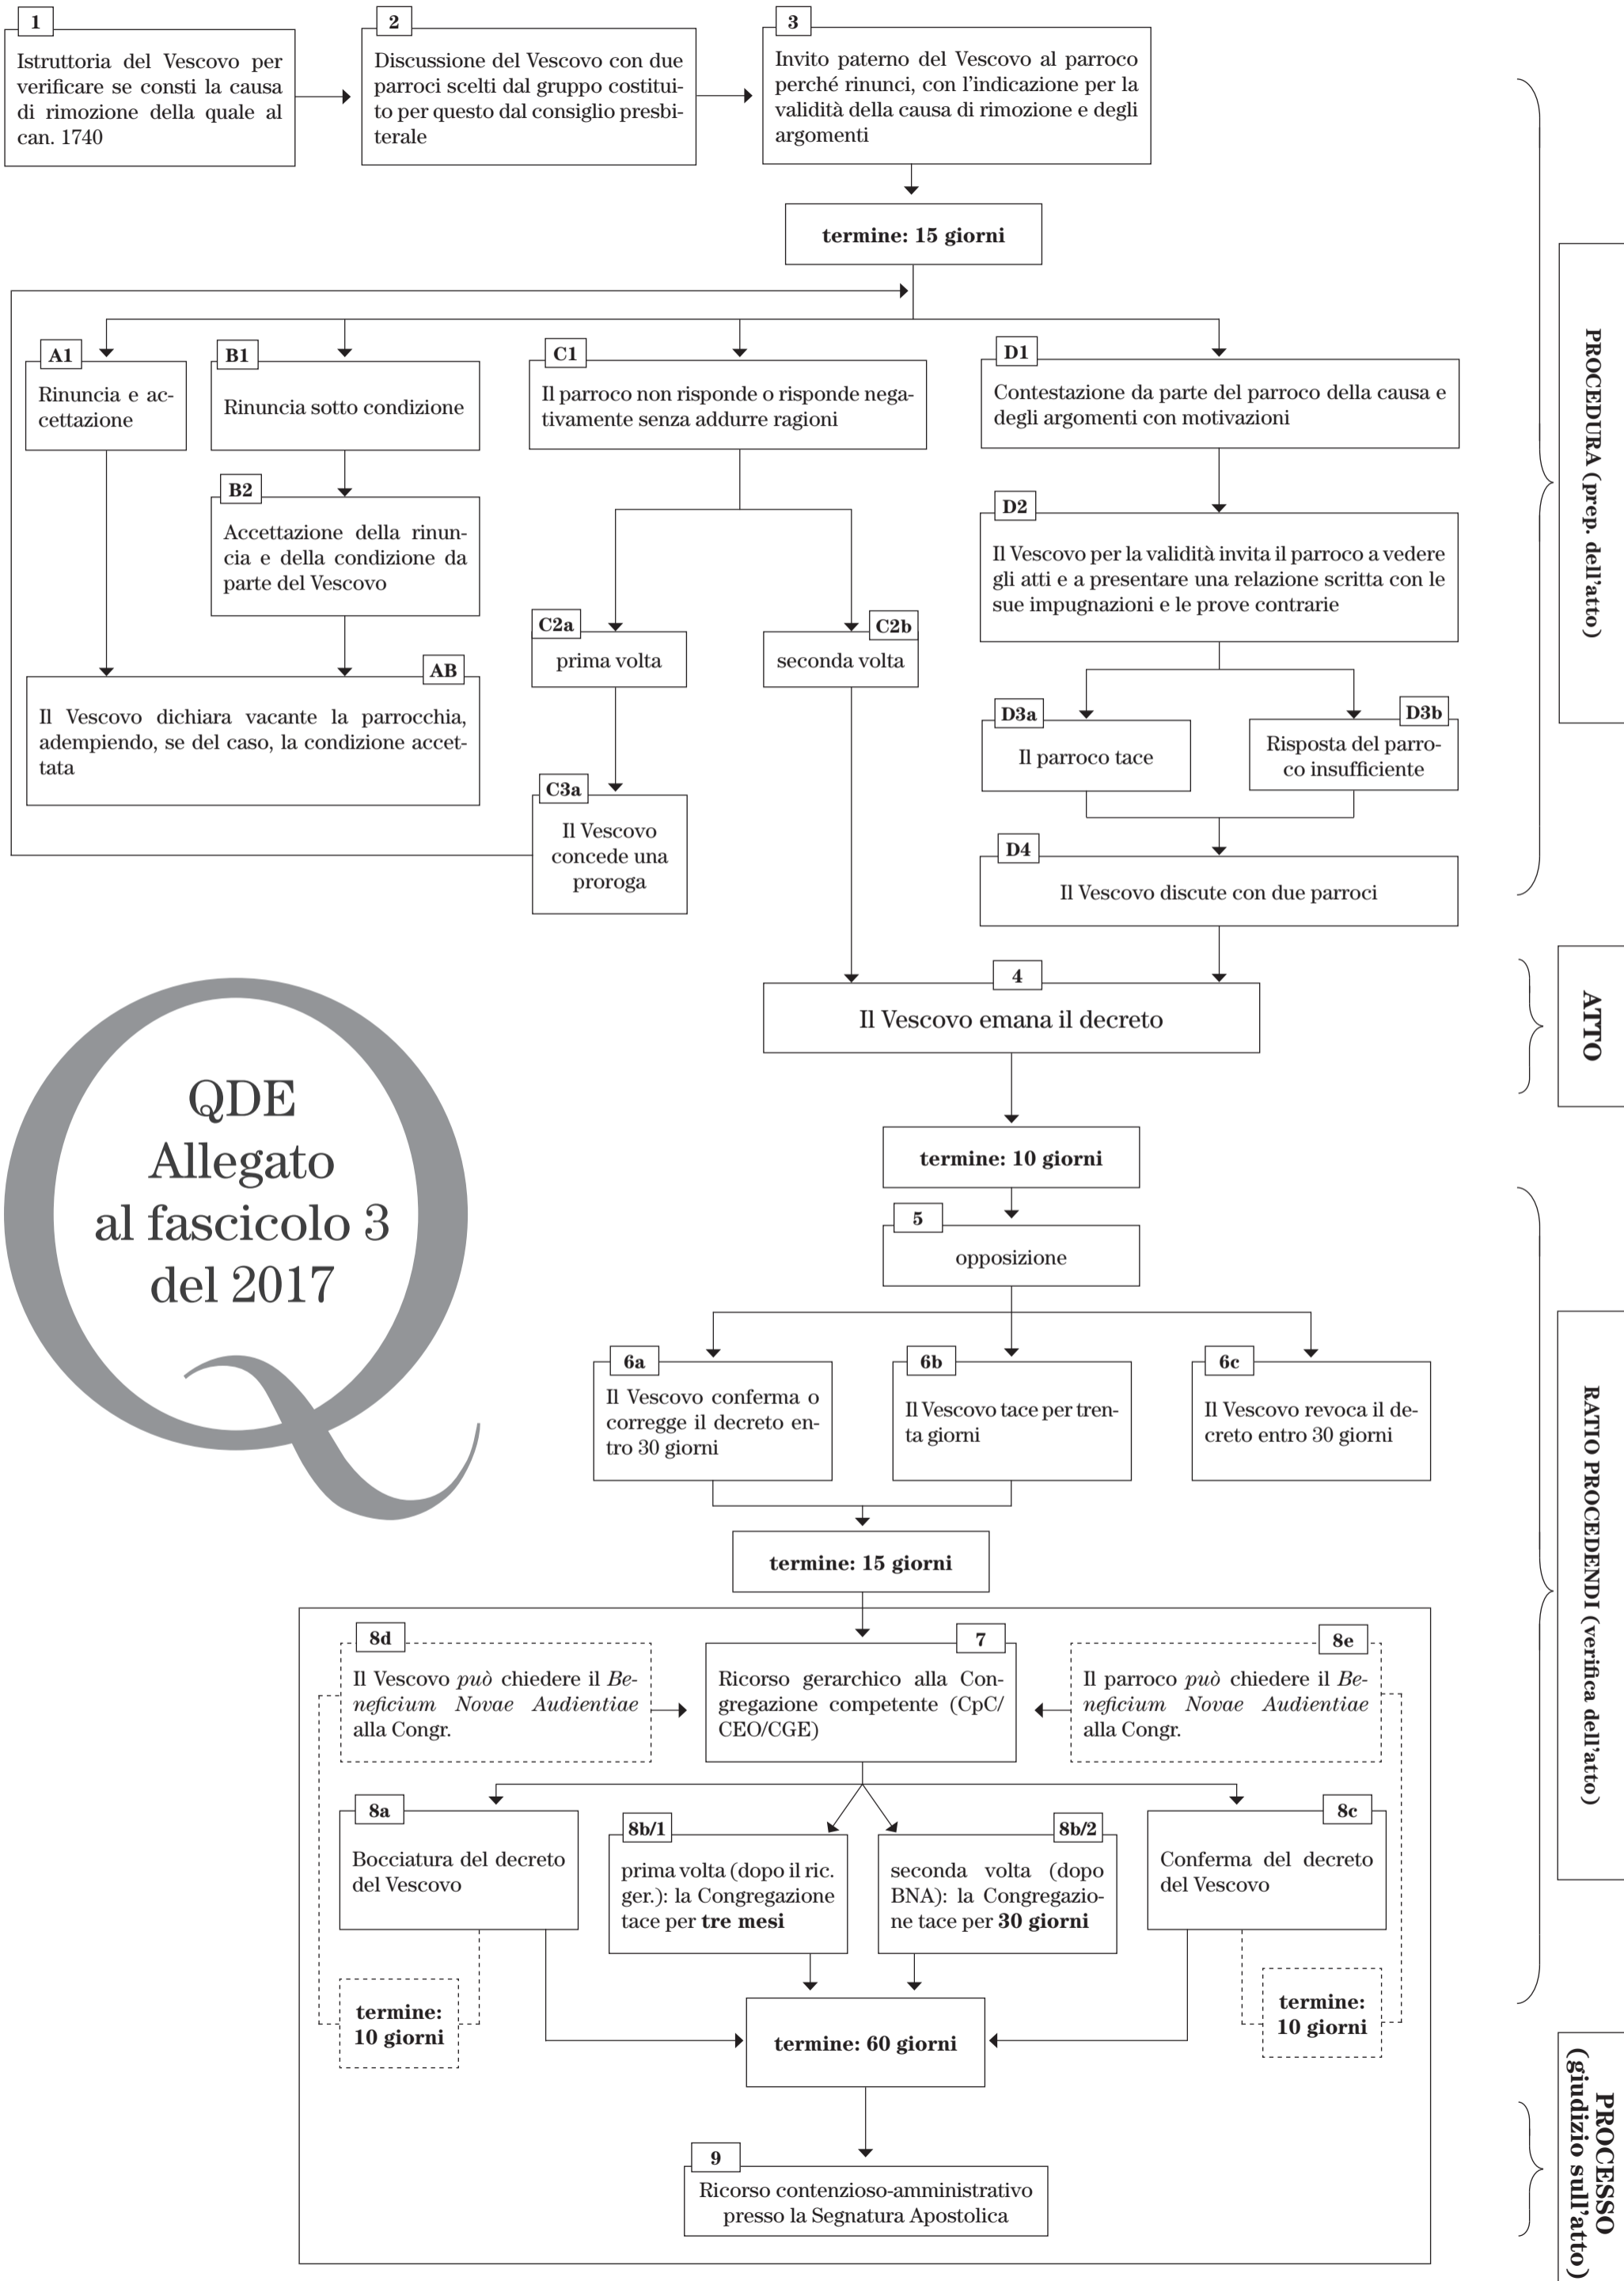 1
Istruttoria del Vescovo per
verificare se consti la causa
di rimozione della quale al
can. 1740
2
Discussione del Vescovo con due
parroci scelti dal gruppo costitui-
to per questo dal consiglio presbi-
terale
3
Invito paterno del Vescovo al parroco
perché rinunci, con l'indicazione per la
validità della causa di rimozione e degli
argomenti
termine: 15 giorni
A1
Rinuncia e ac-
cettazione
B1
Rinuncia sotto condizione
C1
Il parroco non risponde o risponde nega-
tivamente senza addurre ragioni
D1
Contestazione da parte del parroco della causa e
degli argomenti con motivazioni
B2
Accettazione della rinun-
cia e della condizione da
parte del Vescovo
D2
Il Vescovo per la validità invita il parroco a vedere
gli atti e a presentare una relazione scritta con le
sue impugnazioni e le prove contrarie
C2a
prima volta
C2b
seconda volta
AB
Il Vescovo dichiara vacante la parrocchia,
adempiendo, se del caso, la condizione accet-
tata
D3a
Il parroco tace
D3b
Risposta del parro-
co insufficiente
C3a
Il Vescovo
concede una
proroga
D4
Il Vescovo discute con due parroci
PROCEDURA (prep. dell'atto)
4
Il Vescovo emana il decreto
ATTO
QDE
Allegato
al fascicolo 3
del 2017
termine: 10 giorni
5
opposizione
6a
Il Vescovo conferma o
corregge il decreto en-
tro 30 giorni
6b
Il Vescovo tace per tren-
ta giorni
6c
Il Vescovo revoca il de-
creto entro 30 giorni
termine: 15 giorni
8d
Il Vescovo può chiedere il Be-
neficium Novae Audientiae
alla Congr.
7
Ricorso gerarchico alla Con-
gregazione competente (CpC/
CEO/CGE)
8e
Il parroco può chiedere il Be-
neficium Novae Audientiae
alla Congr.
8a
Bocciatura del decreto
del Vescovo
8b/1
prima volta (dopo il ric.
ger.): la Congregazione
tace per tre mesi
8b/2
seconda volta (dopo
BNA): la Congregazio-
ne tace per 30 giorni
8c
Conferma del decreto
del Vescovo
termine:
10 giorni
termine: 60 giorni
termine:
10 giorni
RATIO PROCEDENDI (verifica dell'atto)
9
Ricorso contenzioso-amministrativo
presso la Segnatura Apostolica
PROCESSO
(giudizio sull'atto)